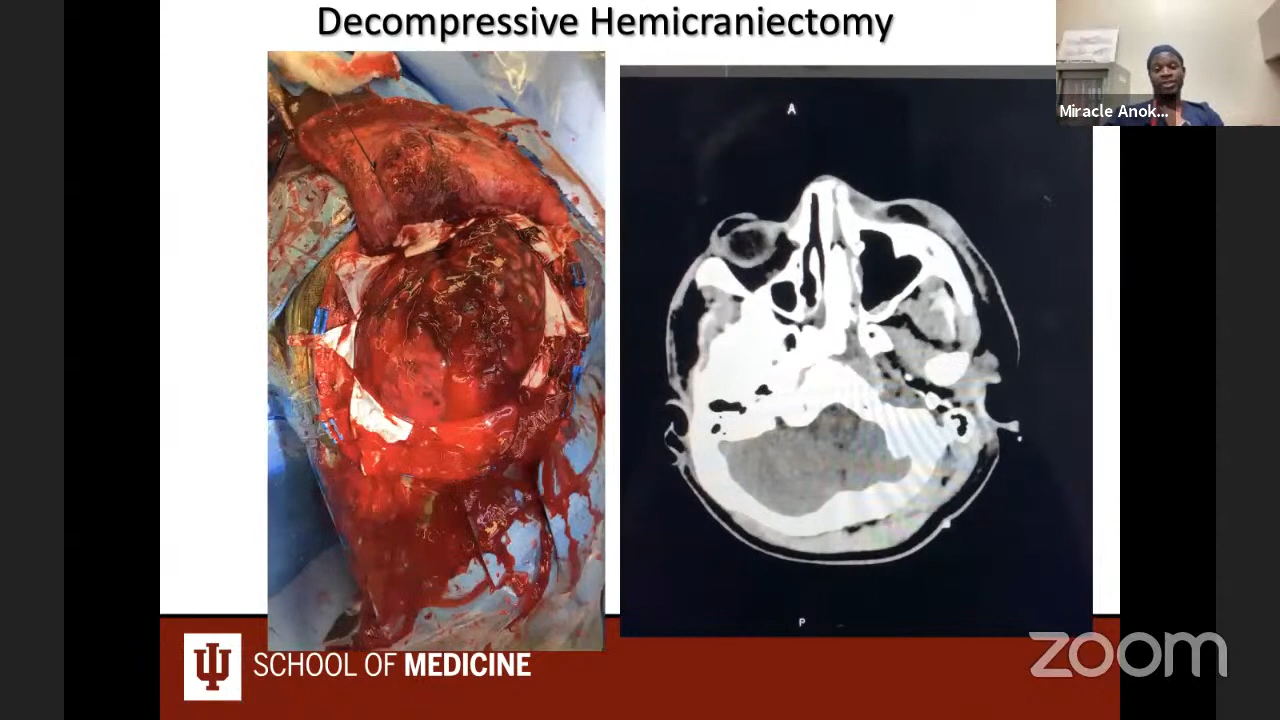 Decompressive Hemicraniectomy
Miracle Anok...
A
P
SCHOOL OF MEDICINE
zoom